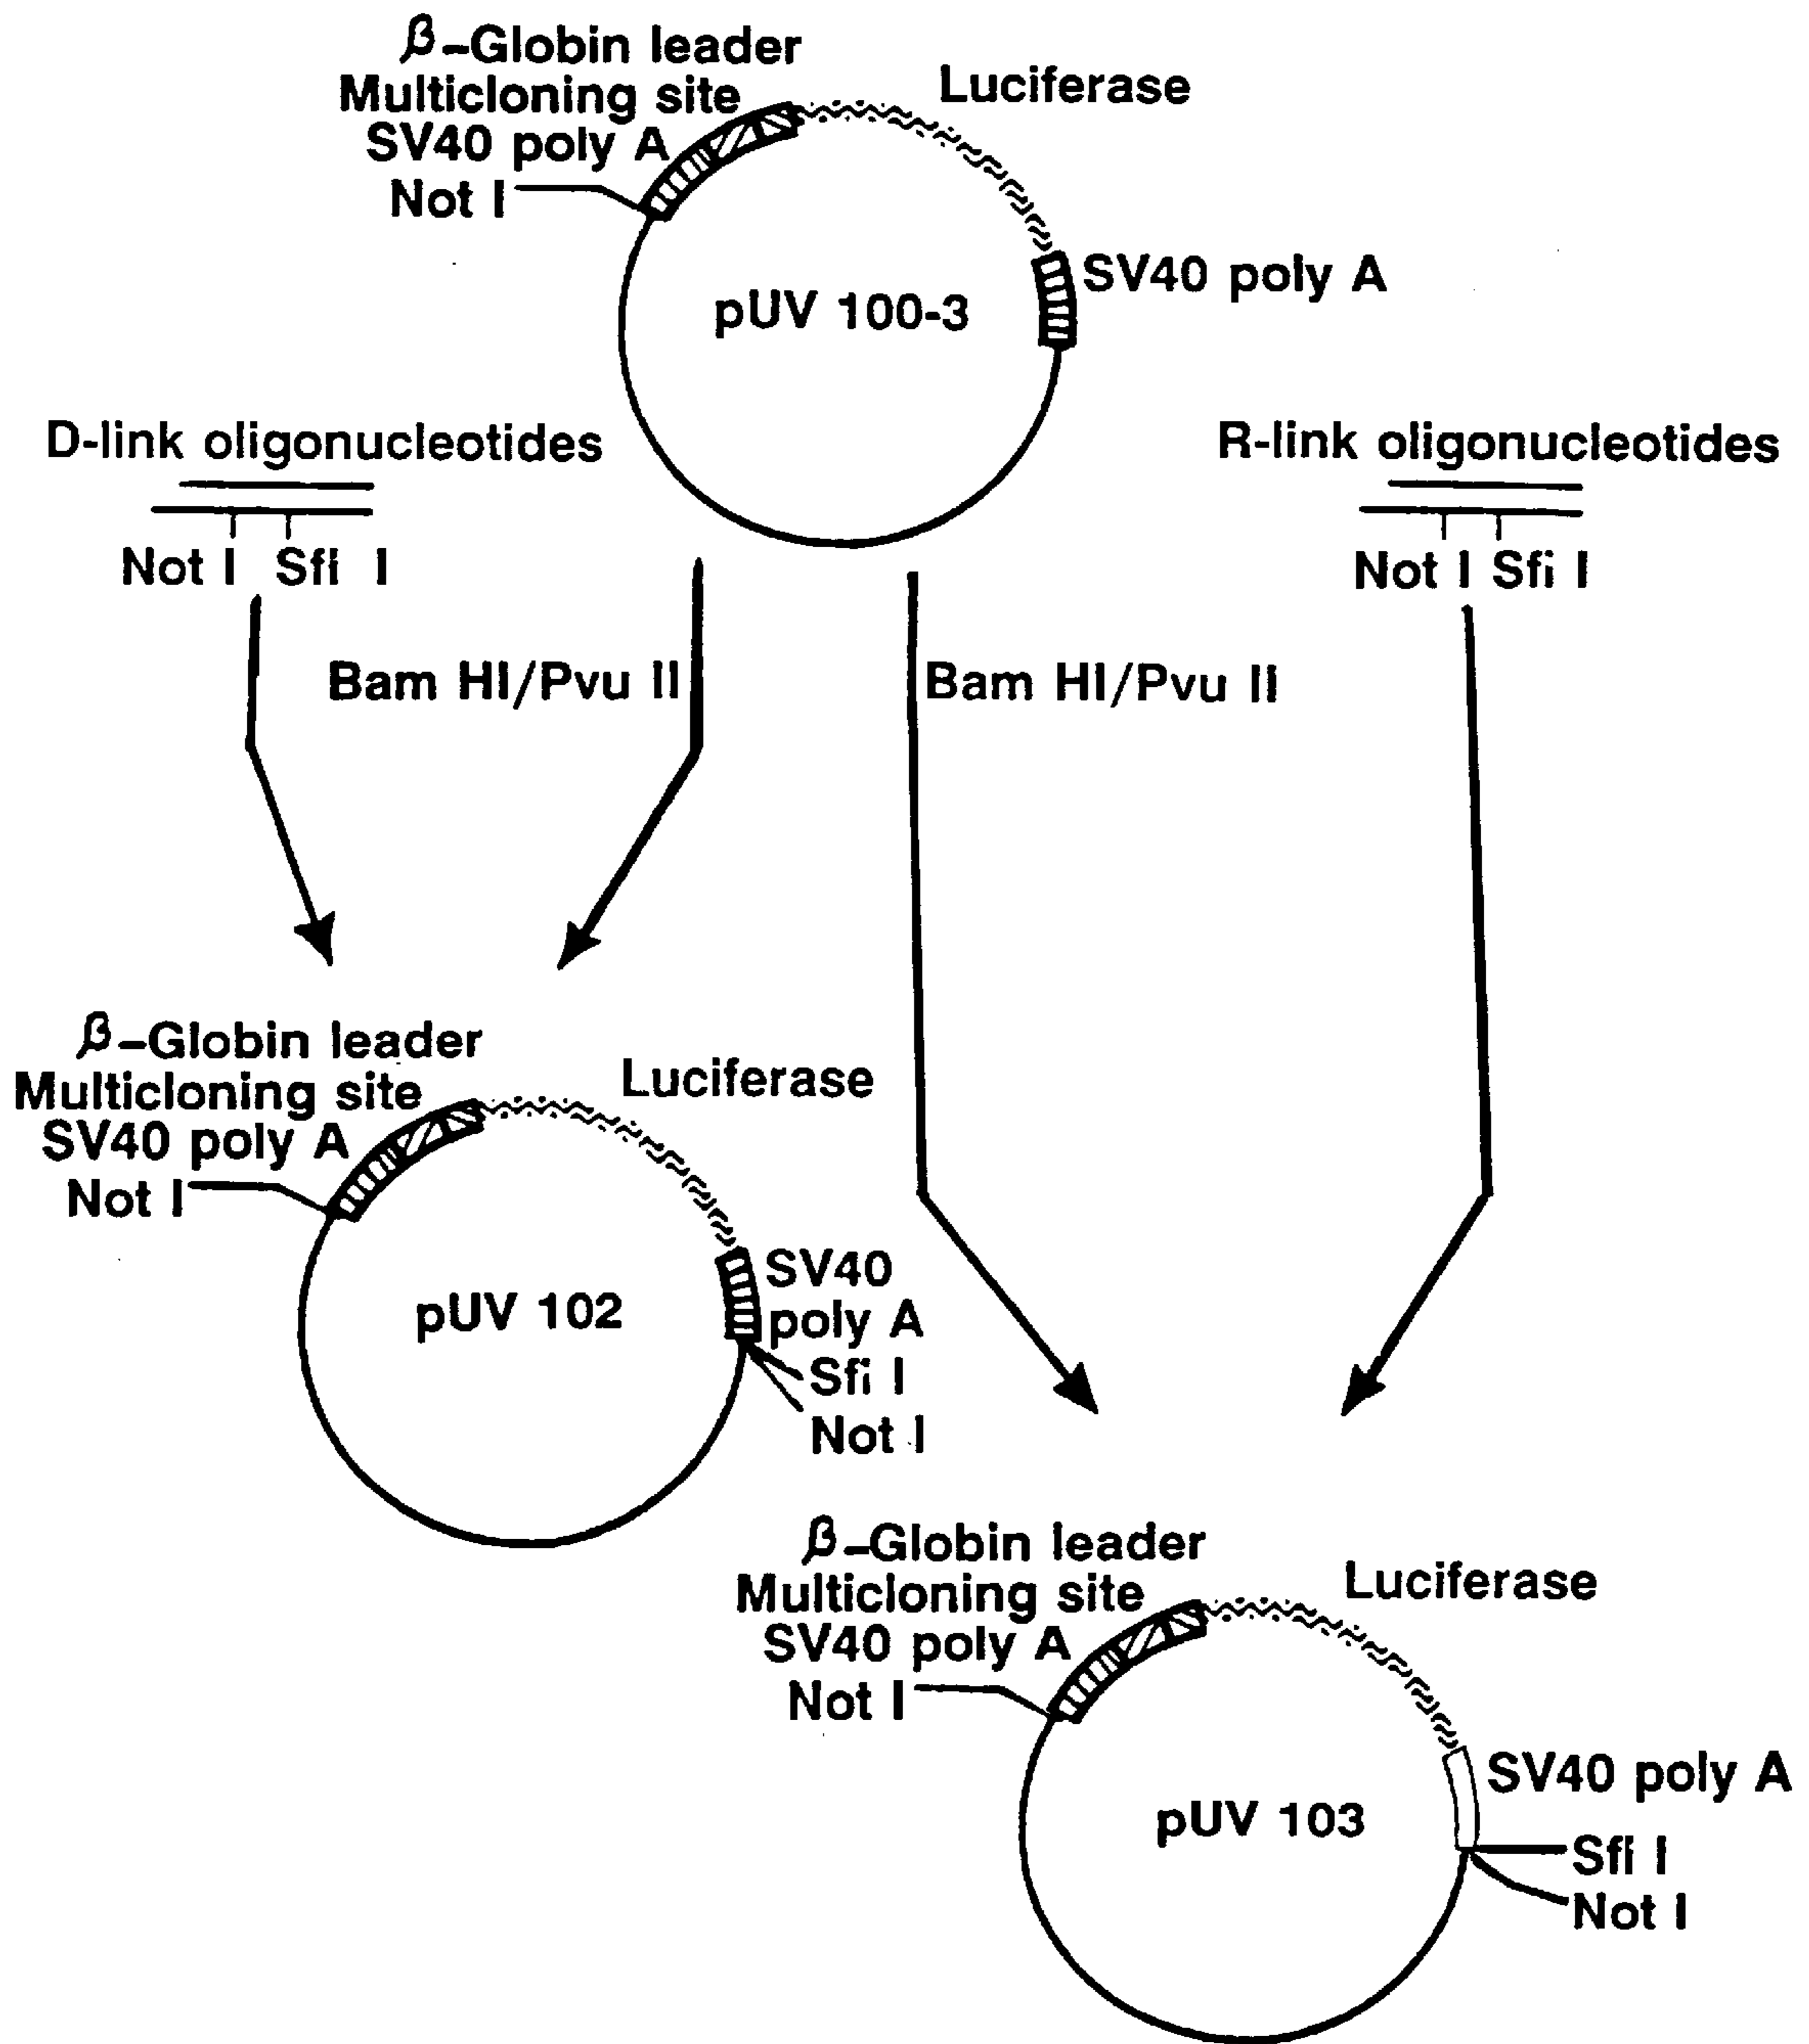 β-Globin leader
Multicloning site
SV40 poly A
Not I
Luciferase
SV40 poly A
pUV 100-3
D-link oligonucleotides
Not I Sfi I
R-link oligonucleotides
Not I Sfi I
Bam HI/Pvu II
Bam HI/Pvu II
β-Globin leader
Multicloning site
SV40 poly A
Not I
Luciferase
SV40
poly A
Sfi I
Not I
pUV 102
β-Globin leader
Multicloning site
SV40 poly A
Not I
Luciferase
SV40 poly A
Sfi I
Not I
pUV 103